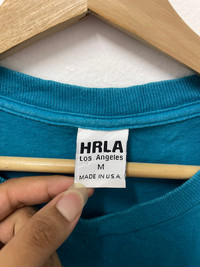 HRLA
Los Angeles
M
MADE IN U.S.A.